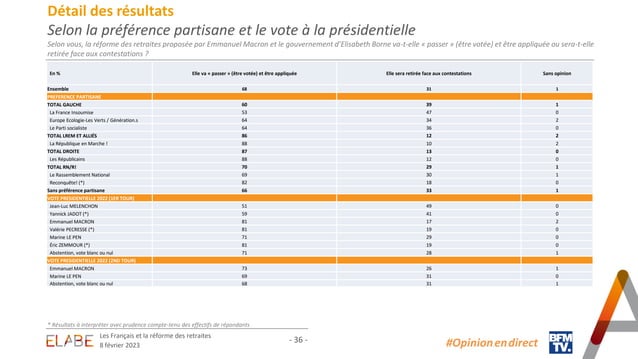 Détail des résultats
Selon la préférence partisane et le vote à la présidentielle
Selon vous, la réforme des retraites proposée par Emmanuel Macron et le gouvernement d'Elisabeth Borne va-t-elle « passer » (être votée) et être appliquée ou sera-t-elle
retirée face aux contestations ?
En % Elle va « passer » (être votée) et être appliquée Elle sera retirée face aux contestations Sans opinion
Ensemble 68 31 1
PREFERENCE PARTISANE
TOTAL GAUCHE 60 39 1
La France Insoumise 53 47 0
Europe Ecologie-Les Verts / Génération.s 64 34 2
Le Parti socialiste 64 36 0
TOTAL LREM ET ALLIÉS 86 12 2
La République en Marche ! 88 10 2
TOTAL DROITE 87 13 0
Les Républicains 88 12 0
TOTAL RN/R! 70 29 1
Le Rassemblement National 69 30 1
Reconquête! (*) 82 18 0
Sans préférence partisane 66 33 1
VOTE PRESIDENTIELLE 2022 (1ER TOUR)
Jean-Luc MELENCHON 51 49 0
Yannick JADOT (*) 59 41 0
Emmanuel MACRON 81 17 2
Valérie PECRESSE (*) 81 19 0
Marine LE PEN 71 29 0
Éric ZEMMOUR (*) 81 19 0
Abstention, vote blanc ou nul 71 28 1
VOTE PRESIDENTIELLE 2022 (2ND TOUR)
Emmanuel MACRON 73 26 1
Marine LE PEN 69 31 0
Abstention, vote blanc ou nul 68 31 1
* Résultats à interpréter avec prudence compte-tenu des effectifs de répondants
ELABE
Les Français et la réforme des retraites
8 février 2023
- 36 -
#Opinionendirect
BFM
TV.